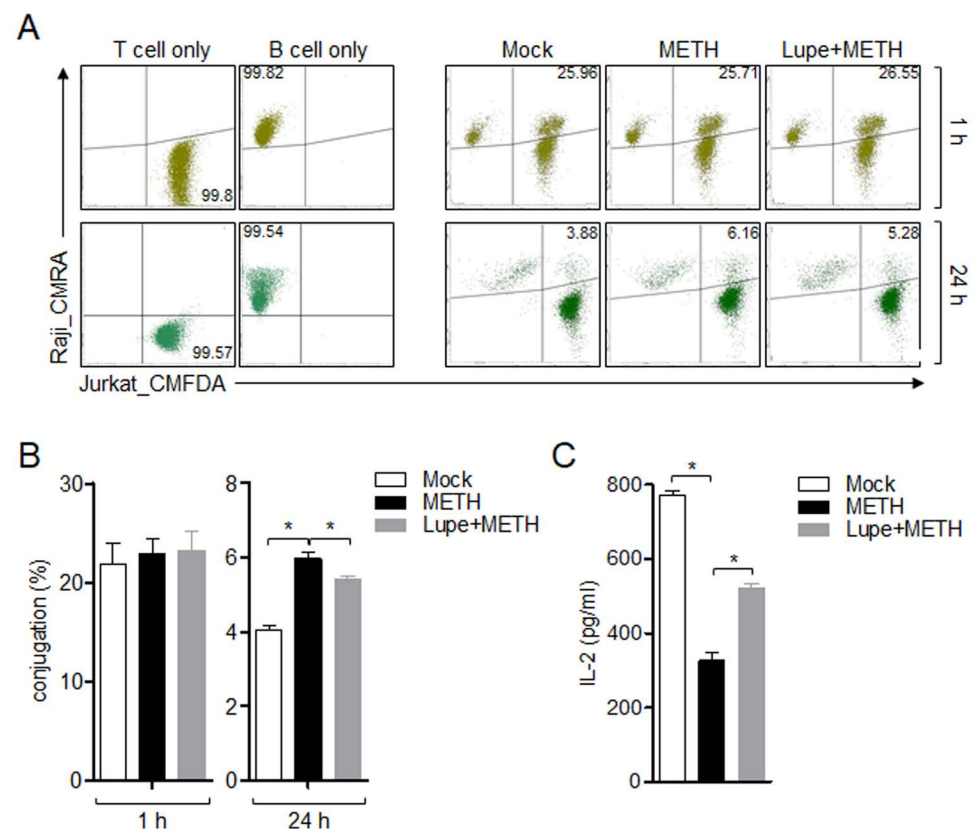 A
T cell only
B cell only
Mock
METH
Lupe+METH
99.82
25.96
25.71
26.55
99.8
1 h
99.54
3.88
6.16
5.28
99.57
24 h
Raji_CMRA
Jurkat_CMFDA
B
Mock
METH
Lupe+METH
conjugation (%)
30
20
10
0
1 h
8
6
4
2
0
24 h
*
*
C
Mock
METH
Lupe+METH
IL-2 (pg/ml)
800
600
400
200
0
*
*